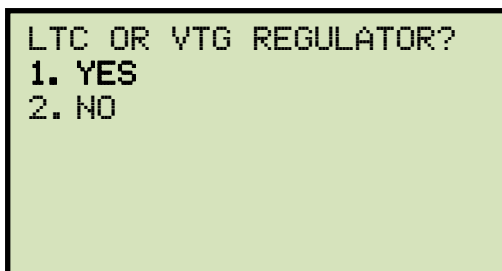 LTC OR VTG REGULATOR?
1. YES
2. NO